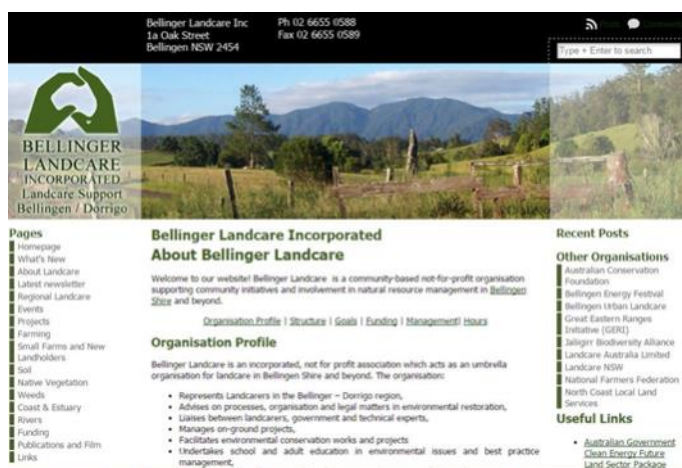 Bellinger Landcare Inc
1a Oak Street
Bellingen NSW 2454
Ph 02 6655 0588
Fax 02 6655 0589
Posts
Comments
Type + Enter to search
BELLINGER
LANDCARE
INCORPORATED
Landcare Support
Bellingen / Dorrigo
Pages
Homepage
What's New
About Landcare
Latest newsletter
Regional Landcare
Events
Projects
Farming
Small Farms and New
Landholders
Soil
Native Vegetation
Weeds
Coast & Estuary
Rivers
Funding
Publications and Film
Links
Bellinger Landcare Incorporated
About Bellinger Landcare
Welcome to our website! Bellinger Landcare is a community-based not-for-profit organisation
supporting community initiatives and involvement in natural resource management in Bellingen
Shire and beyond.
Organisation Profile | Structure | Goals | Funding | Management| Hours
Organisation Profile
Bellinger Landcare is an incorporated, not for profit association which acts as an umbrella
organisation for landcare in Bellingen Shire and beyond. The organisation:
• Represents Landcarers in the Bellinger – Dorrigo region,
• Advises on processes, organisation and legal matters in environmental restoration,
• Liaises between landcarers, government and technical experts,
• Manages on-ground projects,
• Facilitates environmental conservation works and projects
• Undertakes school and adult education in environmental issues and best practice
management,
Recent Posts
Other Organisations
Australian Conservation
Foundation
Bellingen Energy Festival
Bellingen Urban Landcare
Great Eastern Ranges
Initiative (GERI)
Jaliigirr Biodiversity Alliance
Landcare Australia Limited
Landcare NSW
National Farmers Federation
North Coast Local Land
Services
Useful Links
• Australian Government
Clean Energy Future
Land Sector Package